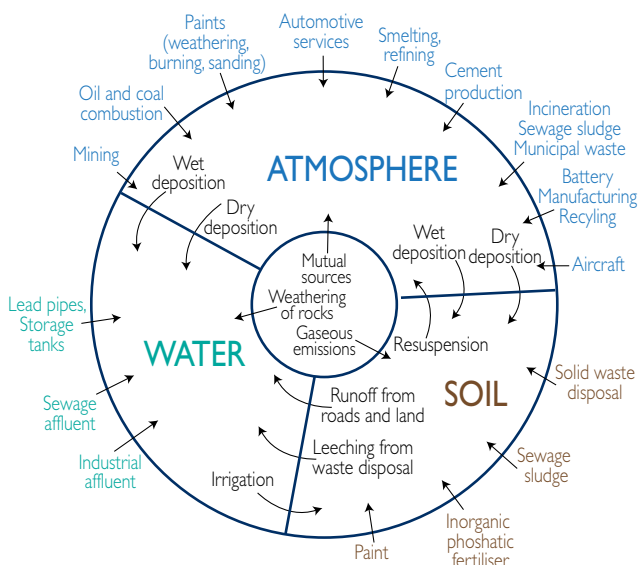 Paints
(weathering,
burning, sanding)
Automotive
services
Smelting,
refining
Cement
production
Oil and coal
combustion
Incineration
Sewage sludge
Municipal waste
Mining
Wet
deposition
ATMOSPHERE
Battery
Manufacturing
Recyling
Dry
deposition
Wet
deposition
Dry
deposition
Aircraft
Mutual
sources
Weathering
of rocks
Gaseous
emissions
Resuspension
Lead pipes,
Storage
tanks
WATER
SOIL
Solid waste
disposal
Runoff from
roads and land
Sewage
affluent
Leeching from
waste disposal
Industrial
affluent
Irrigation
Sewage
sludge
Inorganic
phoshatic
fertiliser
Paint